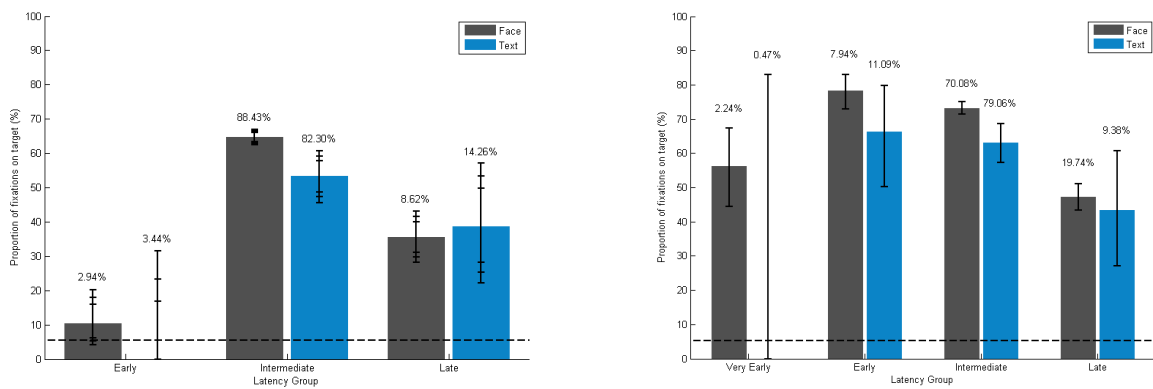 100
90
80
70
60
50
40
30
20
10
0
Proportion of fixations on target (%)
Face
Text
2.94%
3.44%
88.43%
82.30%
8.62%
14.26%
Early
Intermediate
Late
Latency Group
100
90
80
70
60
50
40
30
20
10
0
Proportion of fixations on target (%)
Face
Text
2.24%
0.47%
7.94%
11.09%
70.08%
79.06%
19.74%
9.38%
Very Early
Early
Intermediate
Late
Latency Group